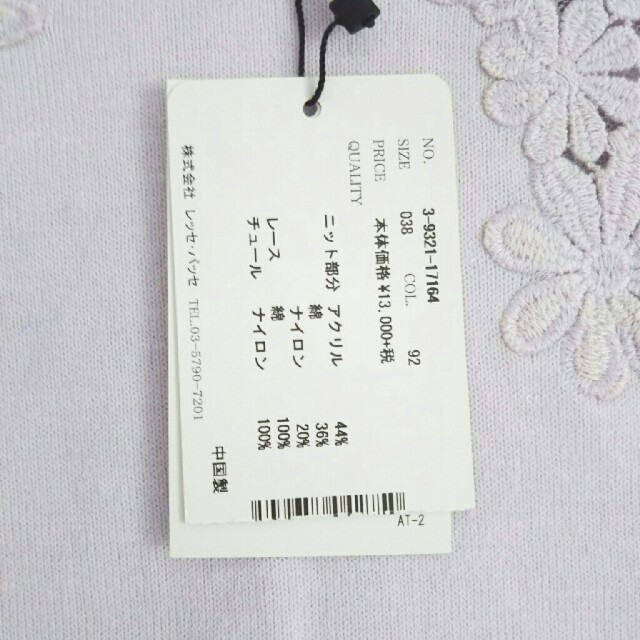 NO. 3-9321-17164
SIZE 038 COL. 92
PRICE 本体価格 ¥13,000+税
QUALITY
ニット部分 アクリル 44%
綿 36%
ナイロン 20%
レース 綿 100%
チュール ナイロン 100%
株式会社 レッセ・パッセ TEL.03-5790-7201
中国製
AT-2